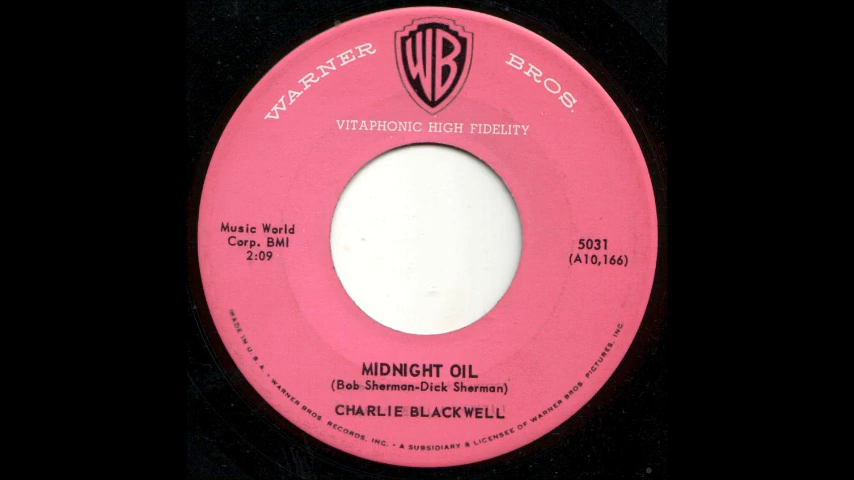 WARNER BROS.
WB
VITAPHONIC HIGH FIDELITY
Music World
Corp. BMI
2:09
5031
(A10,166)
MIDNIGHT OIL
(Bob Sherman-Dick Sherman)
CHARLIE BLACKWELL
MADE IN U.S.A. • WARNER BROS. RECORDS, INC. • A SUBSIDIARY & LICENSEE OF WARNER BROS. PICTURES, INC.